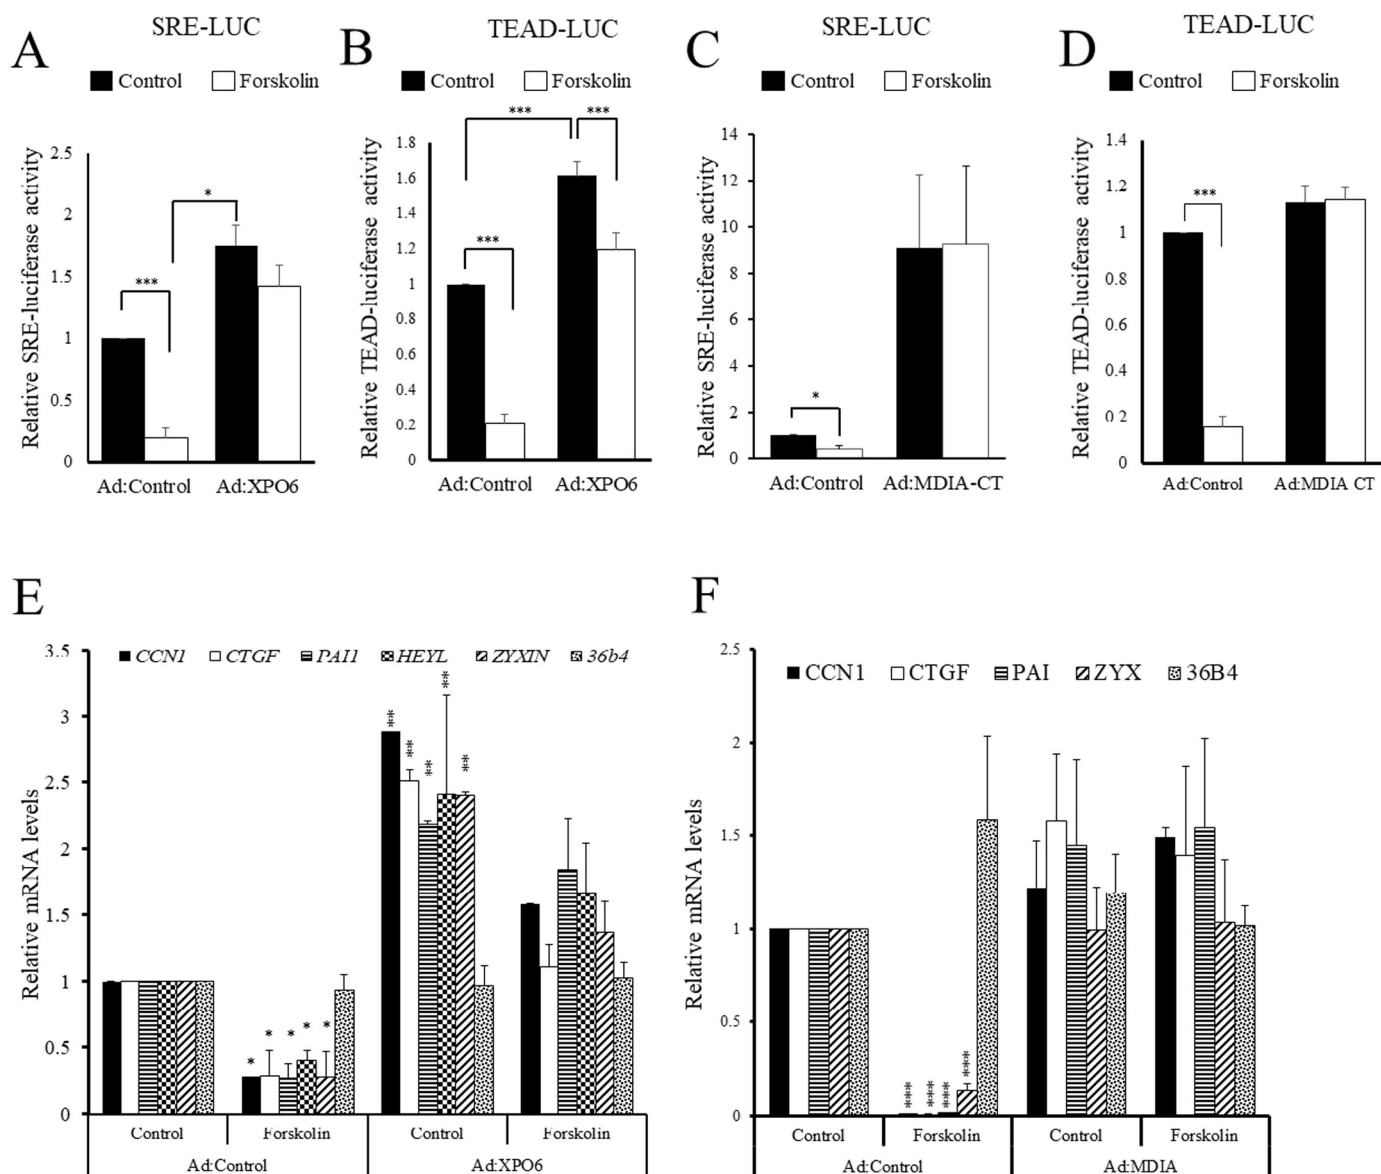 A
SRE-LUC
Control Forskolin
Relative SRE-luciferase activity
2.5
2
1.5
1
0.5
0
***
*
Ad:Control Ad:XPO6
B
TEAD-LUC
Control Forskolin
Relative TEAD-luciferase activity
1.8
1.6
1.4
1.2
1
0.8
0.6
0.4
0.2
0
***
***
***
Ad:Control Ad:XPO6
C
SRE-LUC
Control Forskolin
Relative SRE-luciferase activity
14
12
10
8
6
4
2
0
*
Ad:Control Ad:MDIA-CT
D
TEAD-LUC
Control Forskolin
Relative TEAD-luciferase activity
1.4
1.2
1
0.8
0.6
0.4
0.2
0
***
Ad:Control Ad:MDIA CT
E
CCN1 CTGF PAI1 HEYL ZYXIN 36b4
Relative mRNA levels
3.5
3
2.5
2
1.5
1
0.5
0
* * * * *
*** *** ** *** **
Control Forskolin Control Forskolin
Ad:Control Ad:XPO6
F
CCN1 CTGF PAI ZYX 36B4
Relative mRNA levels
2.5
2
1.5
1
0.5
0
*** *** *** ***
Control Forskolin Control Forskolin
Ad:Control Ad:MDIA